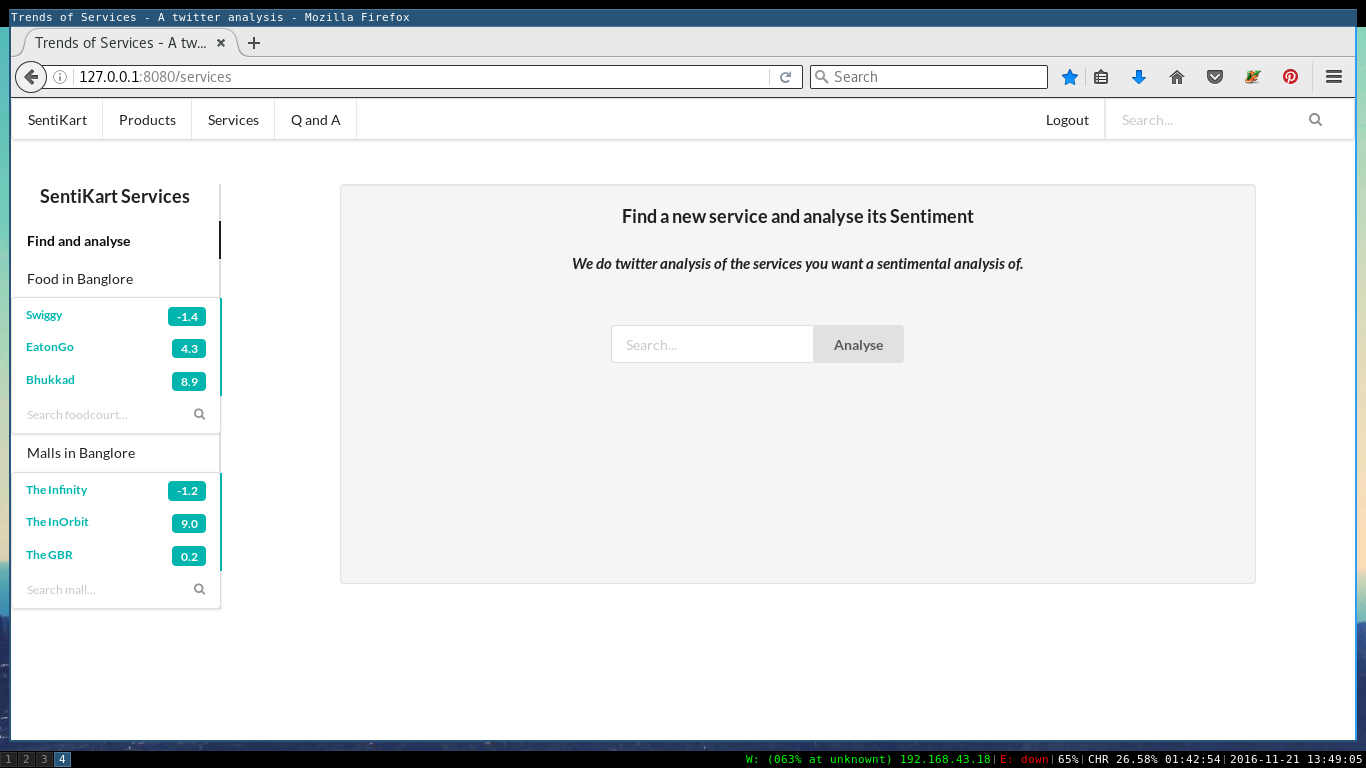 Trends of Services - A twitter analysis - Mozilla Firefox
Trends of Services - A tw...
127.0.0.1:8080/services
Search
SentiKart Products Services Q and A Logout Search...
SentiKart Services
Find and analyse
Food in Banglore
Swiggy -1.4
EatonGo 4.3
Bhukkad 8.9
Search foodcourt...
Malls in Banglore
The Infinity -1.2
The InOrbit 9.0
The GBR 0.2
Search mall...
Find a new service and analyse its Sentiment
We do twitter analysis of the services you want a sentimental analysis of.
Search... Analyse
1 2 3 4
W: (063% at unknownt) 192.168.43.18|E: down|65%|CHR 26.58% 01:42:54|2016-11-21 13:49:05